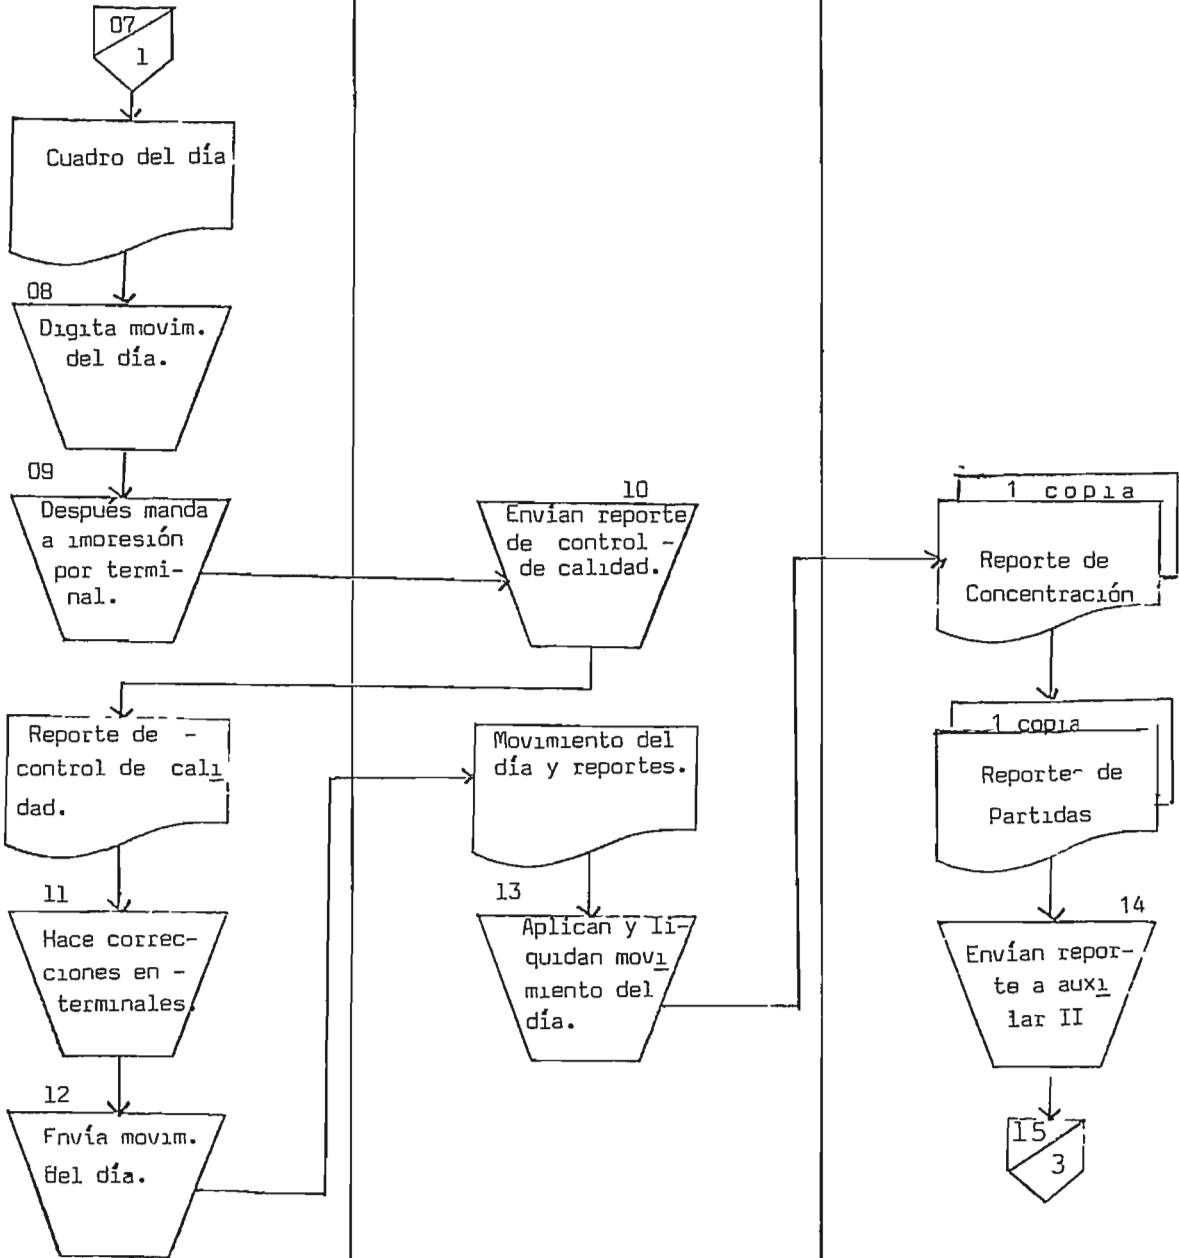 07
1
Cuadro del día
08
Digita movim.
del día.
09
Después manda
a imoresión
por termi-
nal.
10
Envían reporte
de control -
de calidad.
Reporte de -
control de cali
dad.
11
Hace correc-
ciones en -
terminales.
12
Envía movim.
del día.
Movimiento del
día y reportes.
13
Aplican y li-
quidan movi
miento del
día.
1 copia
Reporte de
Concentración
1 copia
Reporte de
Partidas
14
Envían repor-
te a auxi
lar II
15
3